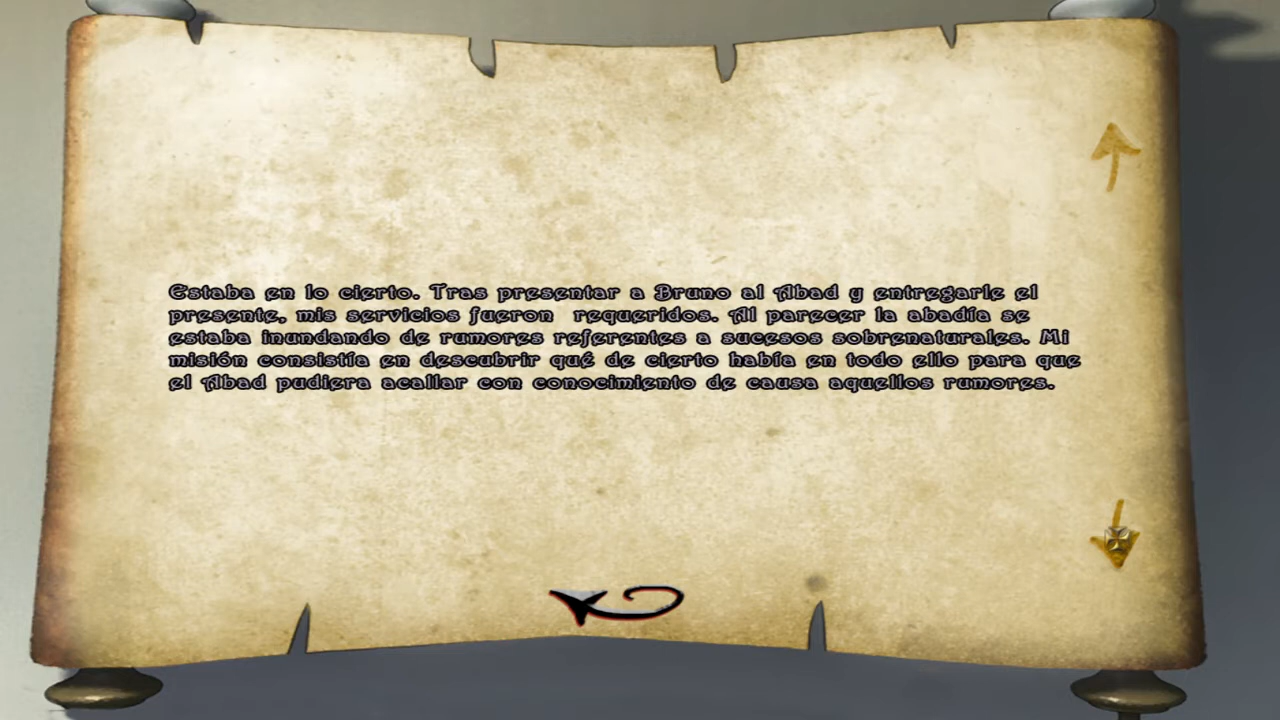 Estaba en lo cierto. Tras presentar a Bruno al Abad y entregarle el
presente, mis servicios fueron  requeridos. Al parecer la abadía se
estaba inundando de rumores referentes a sucesos sobrenaturales. Mi
misión consistía en descubrir qué de cierto había en todo ello para que
el Abad pudiera acallar con conocimiento de causa aquellos rumores.